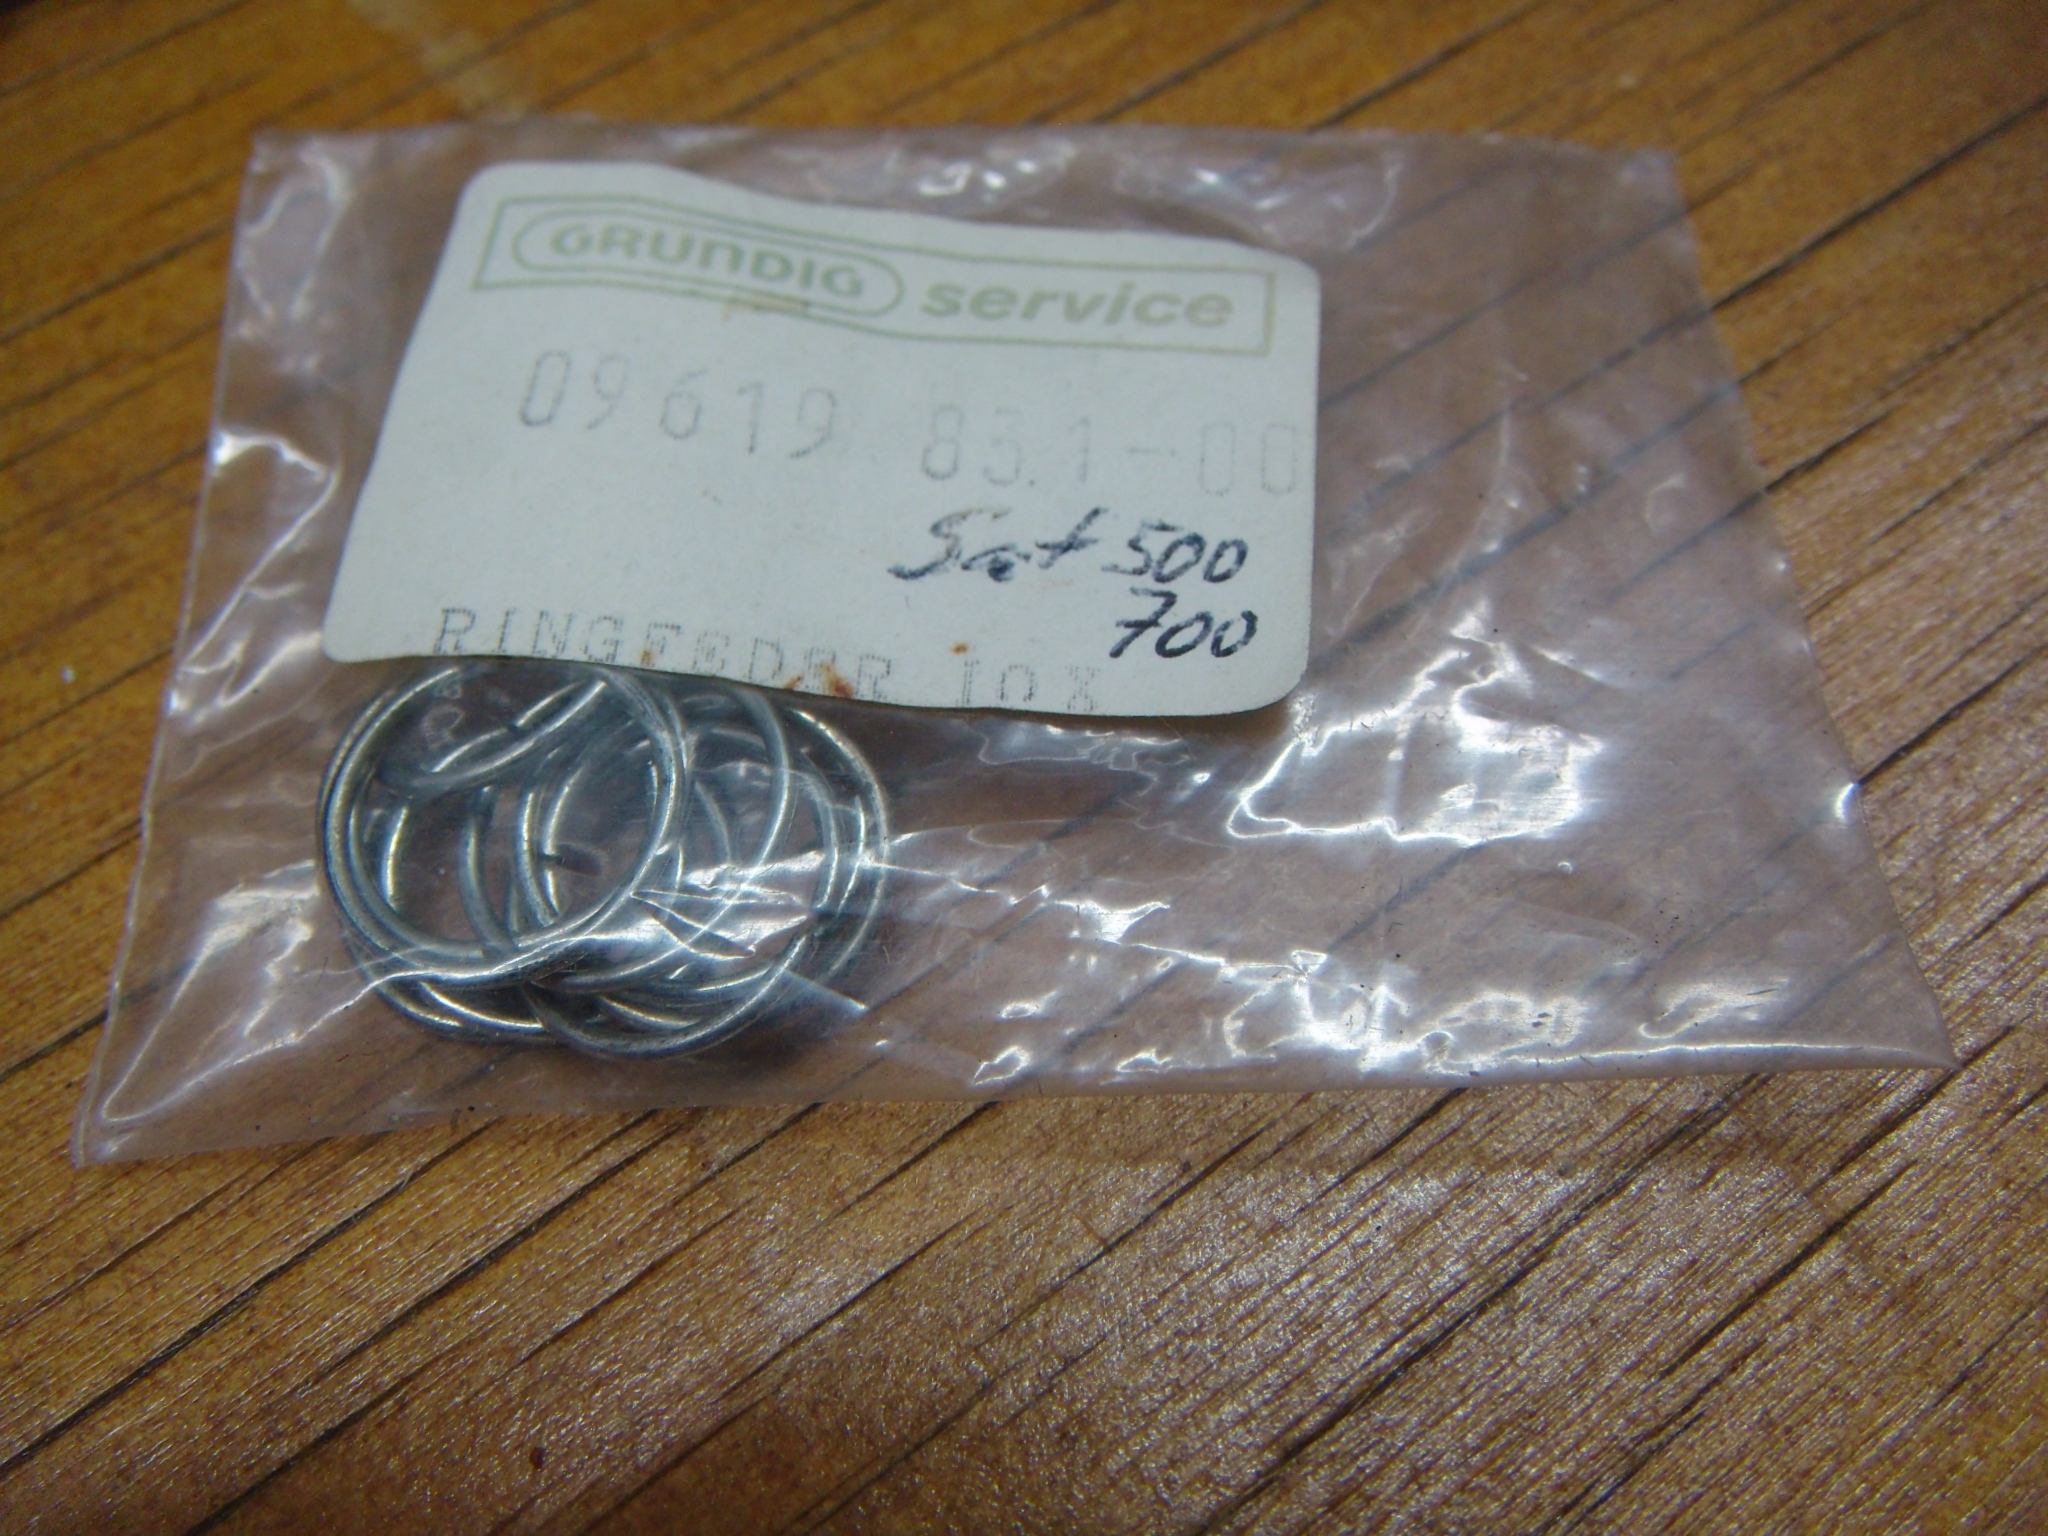 GRUNDIG service
09619 831-00
Sat 500
700
RINGFEDER 10X